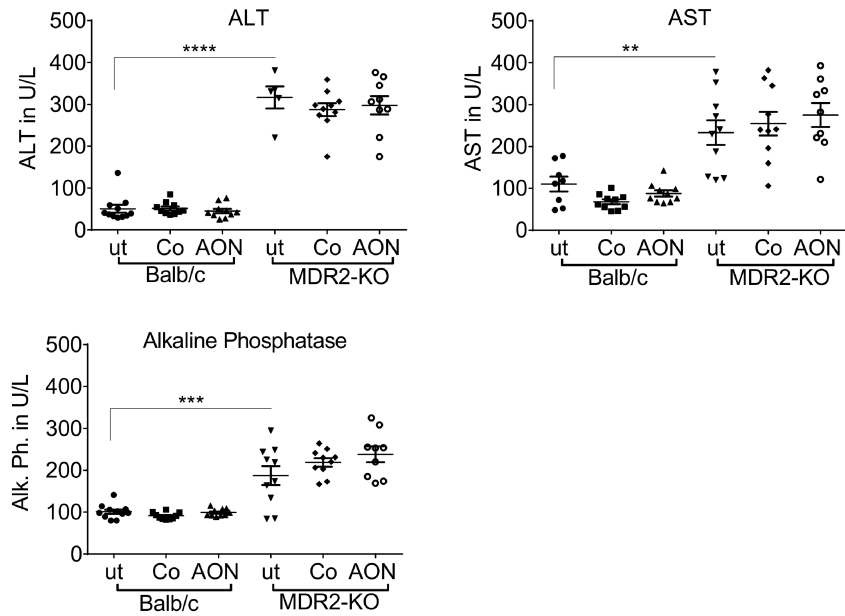 ALT
ALT in U/L
500
400
300
200
100
0
****
ut Co AON ut Co AON
Balb/c MDR2-KO
AST
AST in U/L
500
400
300
200
100
0
**
ut Co AON ut Co AON
Balb/c MDR2-KO
Alkaline Phosphatase
Alk. Ph. in U/L
500
400
300
200
100
0
***
ut Co AON ut Co AON
Balb/c MDR2-KO